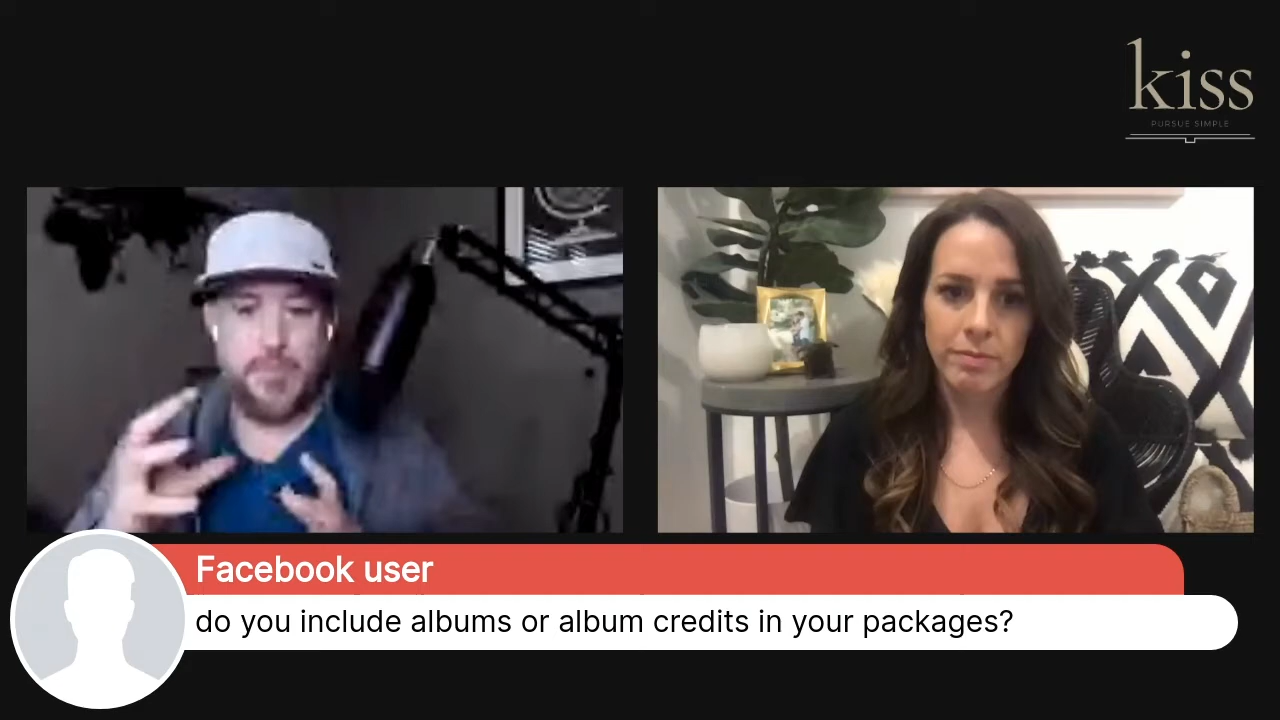 kiss
PURSUE SIMPLE
Facebook user
do you include albums or album credits in your packages?